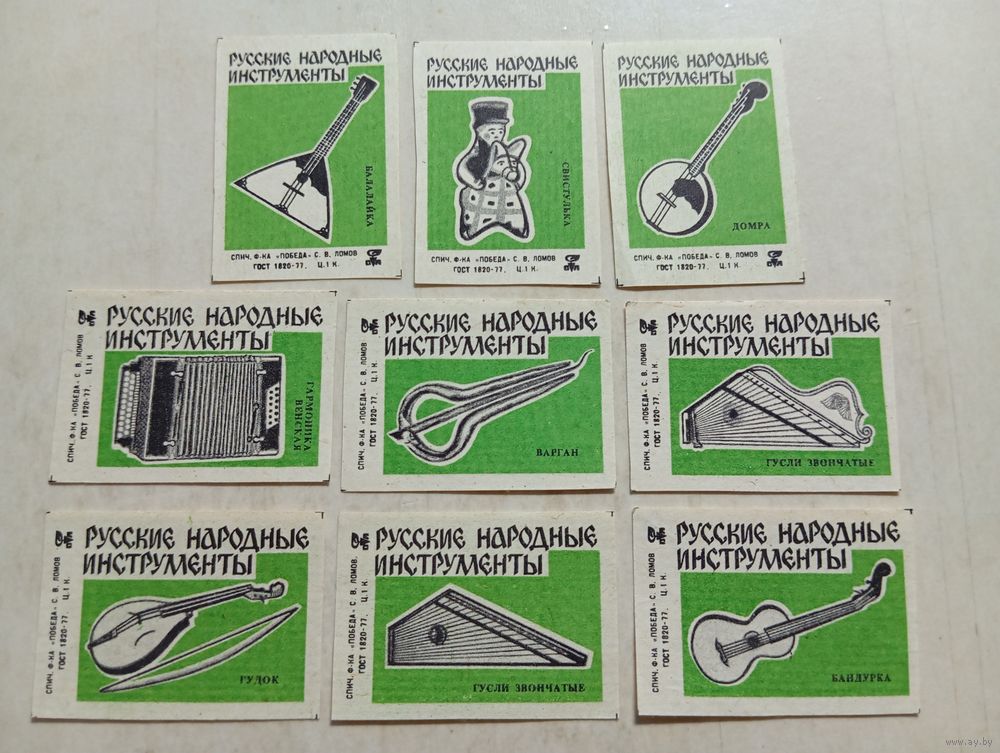 РУССКИЕ НАРОДНЫЕ
ИНСТРУМЕНТЫ
БАЛАЛАЙКА
СПИЧ. Ф-КА «ПОБЕДА» С. В. ЛОМОВ
ГОСТ 1820-77. Ц. 1 К.
РУССКИЕ НАРОДНЫЕ
ИНСТРУМЕНТЫ
СВИСТУЛЬКА
СПИЧ. Ф-КА «ПОБЕДА» С. В. ЛОМОВ
ГОСТ 1820-77. Ц. 1 К.
РУССКИЕ НАРОДНЫЕ
ИНСТРУМЕНТЫ
ДОМРА
СПИЧ. Ф-КА «ПОБЕДА» С. В. ЛОМОВ
ГОСТ 1820-77. Ц. 1 К.
РУССКИЕ НАРОДНЫЕ
ИНСТРУМЕНТЫ
ГАРМОНИКА
ВЕНСКАЯ
СПИЧ. Ф-КА «ПОБЕДА» С. В. ЛОМОВ
ГОСТ 1820-77. Ц. 1 К.
РУССКИЕ НАРОДНЫЕ
ИНСТРУМЕНТЫ
ВАРГАН
СПИЧ. Ф-КА «ПОБЕДА» С. В. ЛОМОВ
ГОСТ 1820-77. Ц. 1 К.
РУССКИЕ НАРОДНЫЕ
ИНСТРУМЕНТЫ
ГУСЛИ ЗВОНЧАТЫЕ
СПИЧ. Ф-КА «ПОБЕДА» С. В. ЛОМОВ
ГОСТ 1820-77. Ц. 1 К.
РУССКИЕ НАРОДНЫЕ
ИНСТРУМЕНТЫ
ГУДОК
СПИЧ. Ф-КА «ПОБЕДА» С. В. ЛОМОВ
ГОСТ 1820-77. Ц. 1 К.
РУССКИЕ НАРОДНЫЕ
ИНСТРУМЕНТЫ
ГУСЛИ ЗВОНЧАТЫЕ
СПИЧ. Ф-КА «ПОБЕДА» С. В. ЛОМОВ
ГОСТ 1820-77. Ц. 1 К.
РУССКИЕ НАРОДНЫЕ
ИНСТРУМЕНТЫ
БАНДУРКА
СПИЧ. Ф-КА «ПОБЕДА» С. В. ЛОМОВ
ГОСТ 1820-77. Ц. 1 К.
www.ay.by